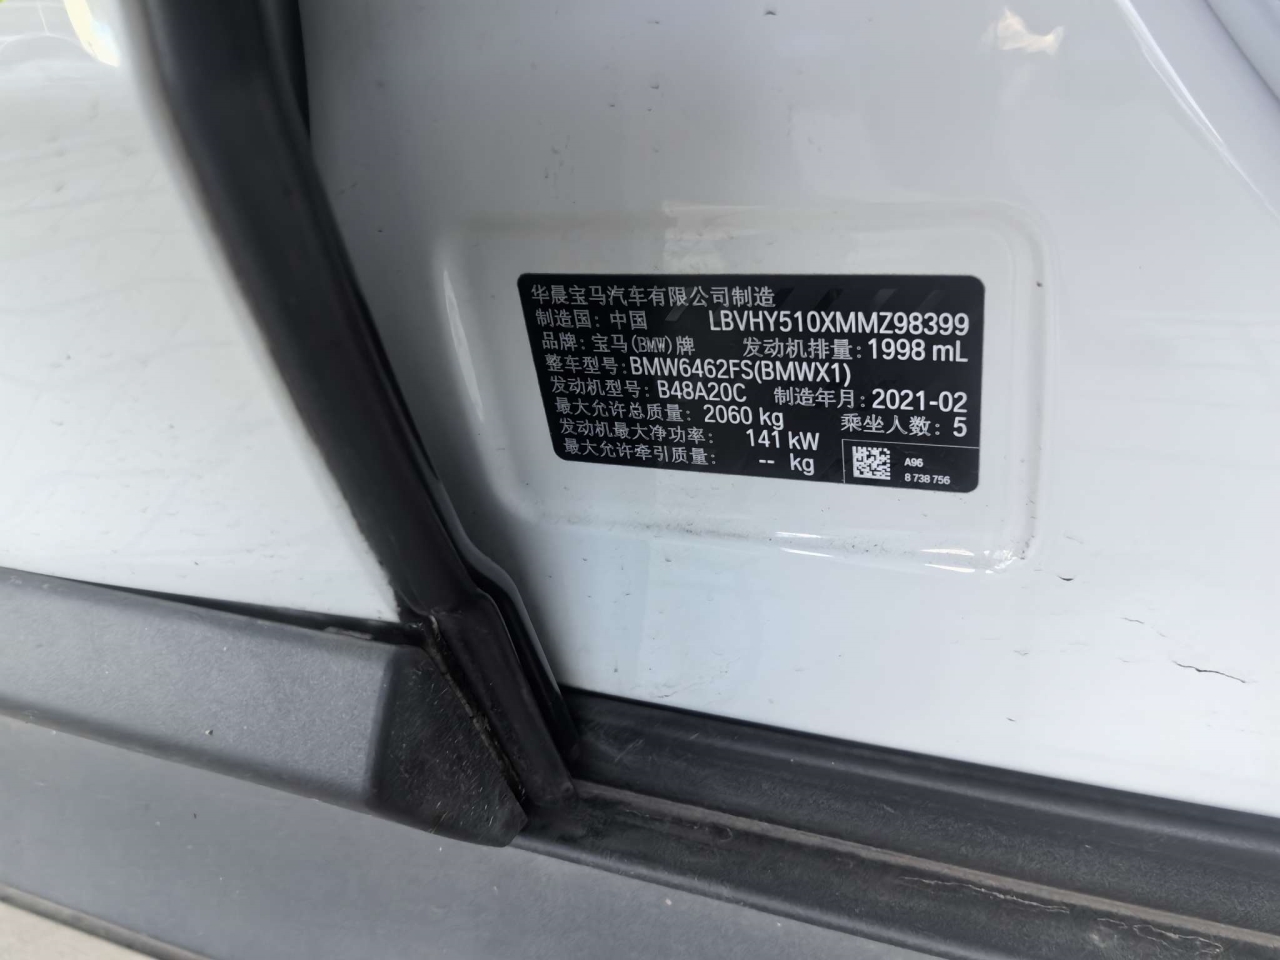 华晨宝马汽车有限公司制造
制造国：中国 LBVHY510XMMZ98399
品牌：宝马(BMW)牌 发动机排量：1998 mL
整车型号：BMW6462FS(BMWX1)
发动机型号：B48A20C 制造年月：2021-02
最大允许总质量：2060 kg 乘坐人数：5
发动机最大净功率：141 kW
最大允许牵引质量：-- kg
A96
8 738 756